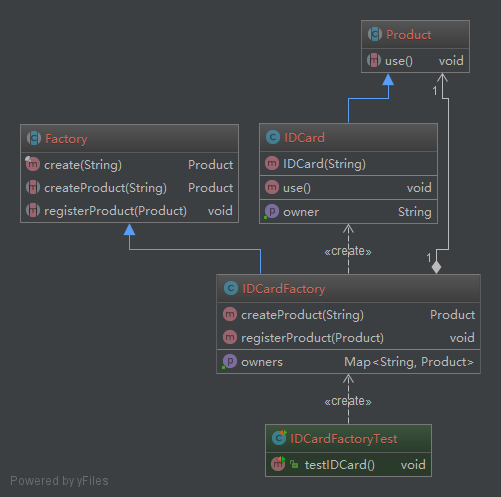 Product
use() void
1
IDCard
IDCard(String)
use() void
owner String
Factory
create(String) Product
createProduct(String) Product
registerProduct(Product) void
«create»
1
IDCardFactory
createProduct(String) Product
registerProduct(Product) void
owners Map<String, Product>
«create»
IDCardFactoryTest
testIDCard() void
Powered by yFiles